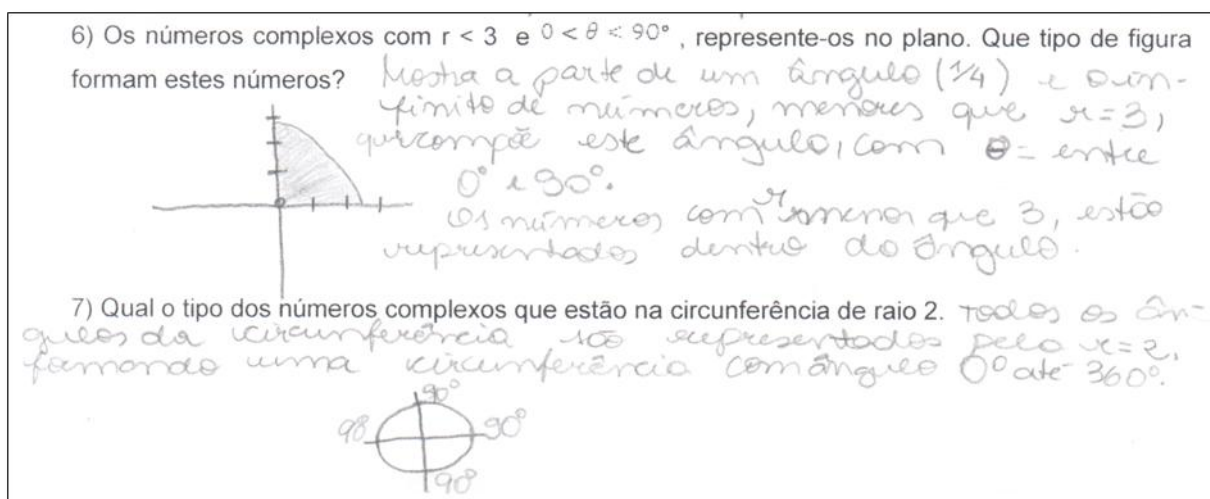 6) Os números complexos com r < 3 e 0 < θ < 90°, represente-os no plano. Que tipo de figura
formam estes números? Mostra a parte de um ângulo (1/4) e o in-
finito de números, menores que r=3,
que compõe este ângulo, com θ= entre
0° e 90°.
Os números com r menor que 3, estão
representados dentro do ângulo.
7) Qual o tipo dos números complexos que estão na circunferência de raio 2. Todos os ân-
gulos da circunferência são representados pelo r=2,
formando uma circunferência com ângulo 0° até 360°.
90°
90° 90°
90°